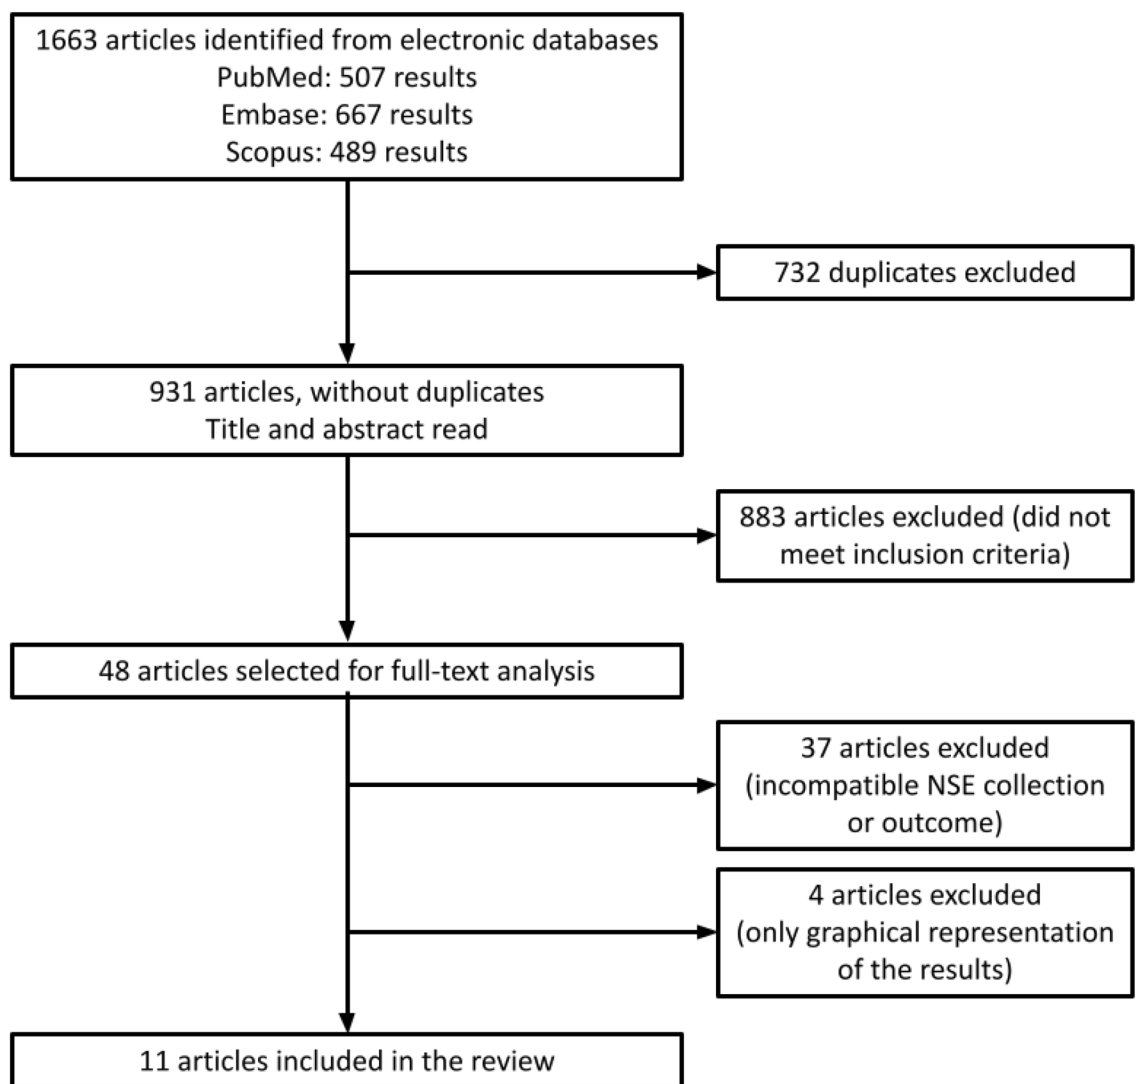 1663 articles identified from electronic databases
PubMed: 507 results
Embase: 667 results
Scopus: 489 results
732 duplicates excluded
931 articles, without duplicates
Title and abstract read
883 articles excluded (did not
meet inclusion criteria)
48 articles selected for full-text analysis
37 articles excluded
(incompatible NSE collection
or outcome)
4 articles excluded
(only graphical representation
of the results)
11 articles included in the review